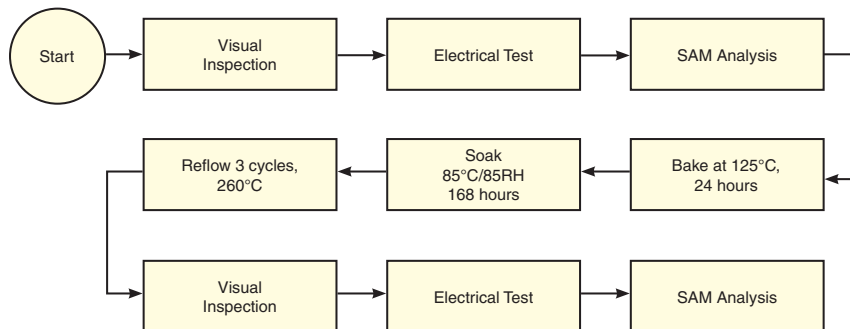 Start
Visual
Inspection
Electrical Test
SAM Analysis
Bake at 125°C,
24 hours
Soak
85°C/85RH
168 hours
Reflow 3 cycles,
260°C
Visual
Inspection
Electrical Test
SAM Analysis